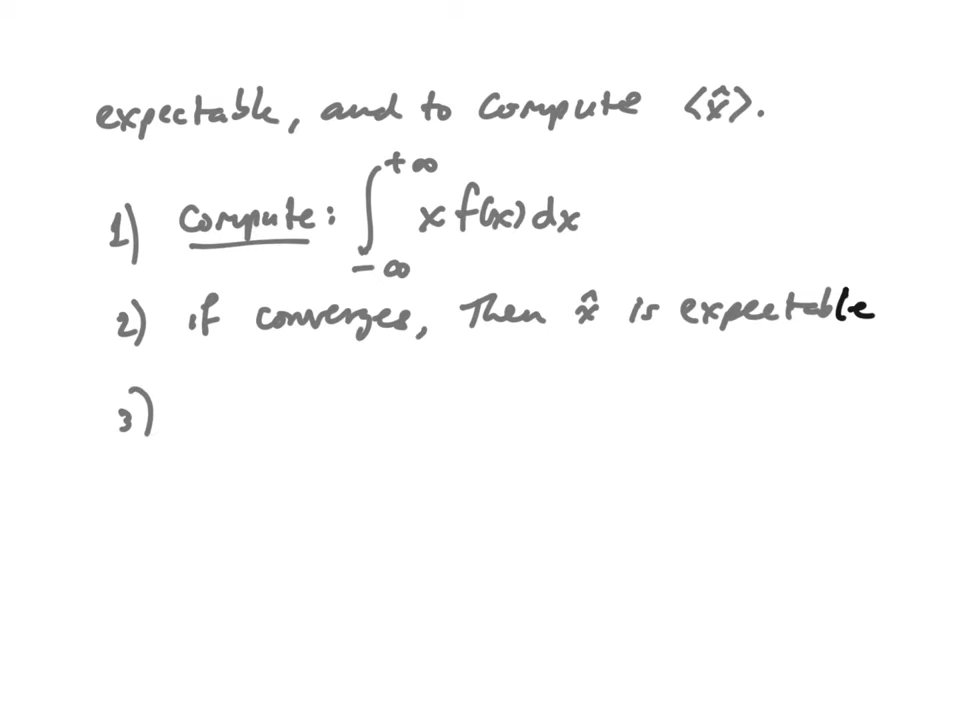 expectable, and to compute ⟨x̂⟩.
1) Compute: ∫_{-∞}^{+∞} x f(x) dx
2) if converges, Then x̂ is expectable
3)